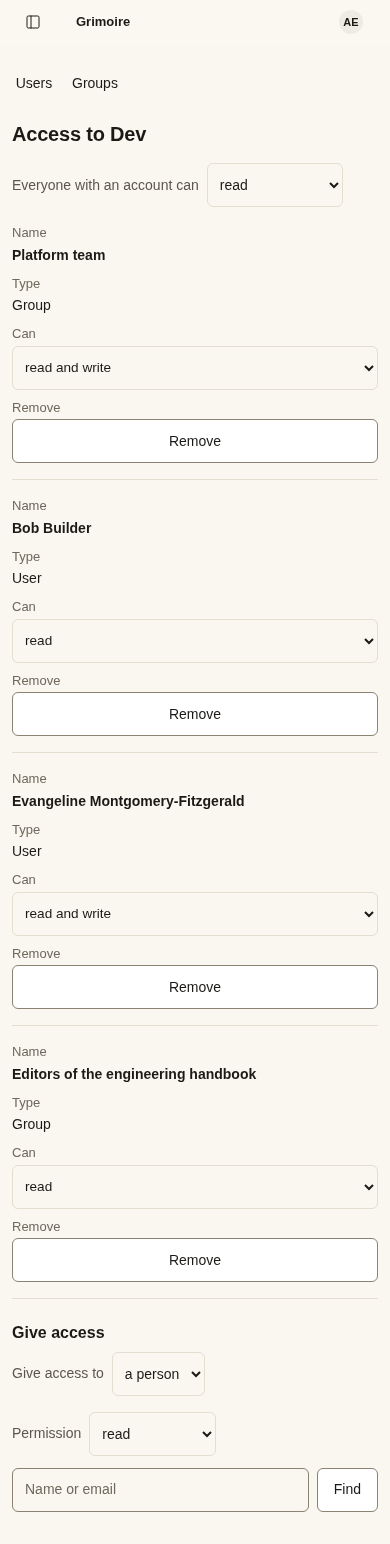 Grimoire
AE
Users Groups
Access to Dev
Everyone with an account can read
Name
Platform team
Type
Group
Can
read and write
Remove
Remove
Name
Bob Builder
Type
User
Can
read
Remove
Remove
Name
Evangeline Montgomery-Fitzgerald
Type
User
Can
read and write
Remove
Remove
Name
Editors of the engineering handbook
Type
Group
Can
read
Remove
Remove
Give access
Give access to a person
Permission read
Name or email Find